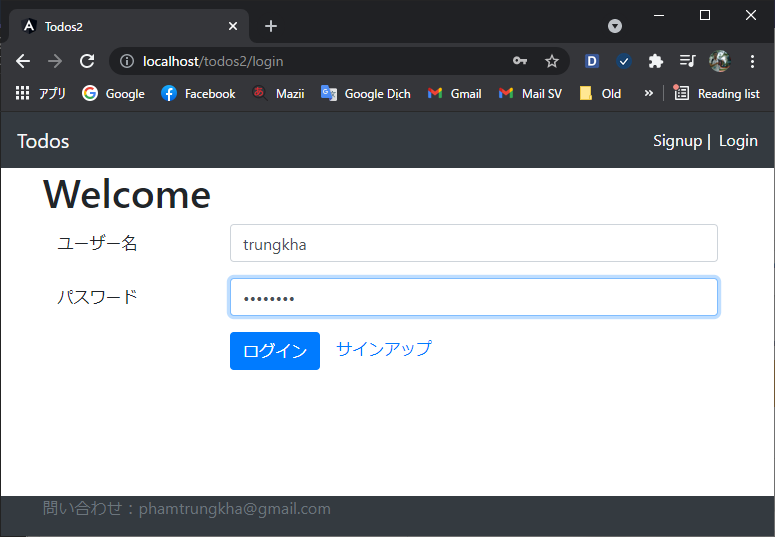 Todos2
localhost/todos2/login
アプリ Google Facebook Mazii Google Dịch Gmail Mail SV Old » Reading list
Todos Signup | Login
Welcome
ユーザー名 trungkha
パスワード ••••••••
ログイン サインアップ
問い合わせ：phamtrungkha@gmail.com